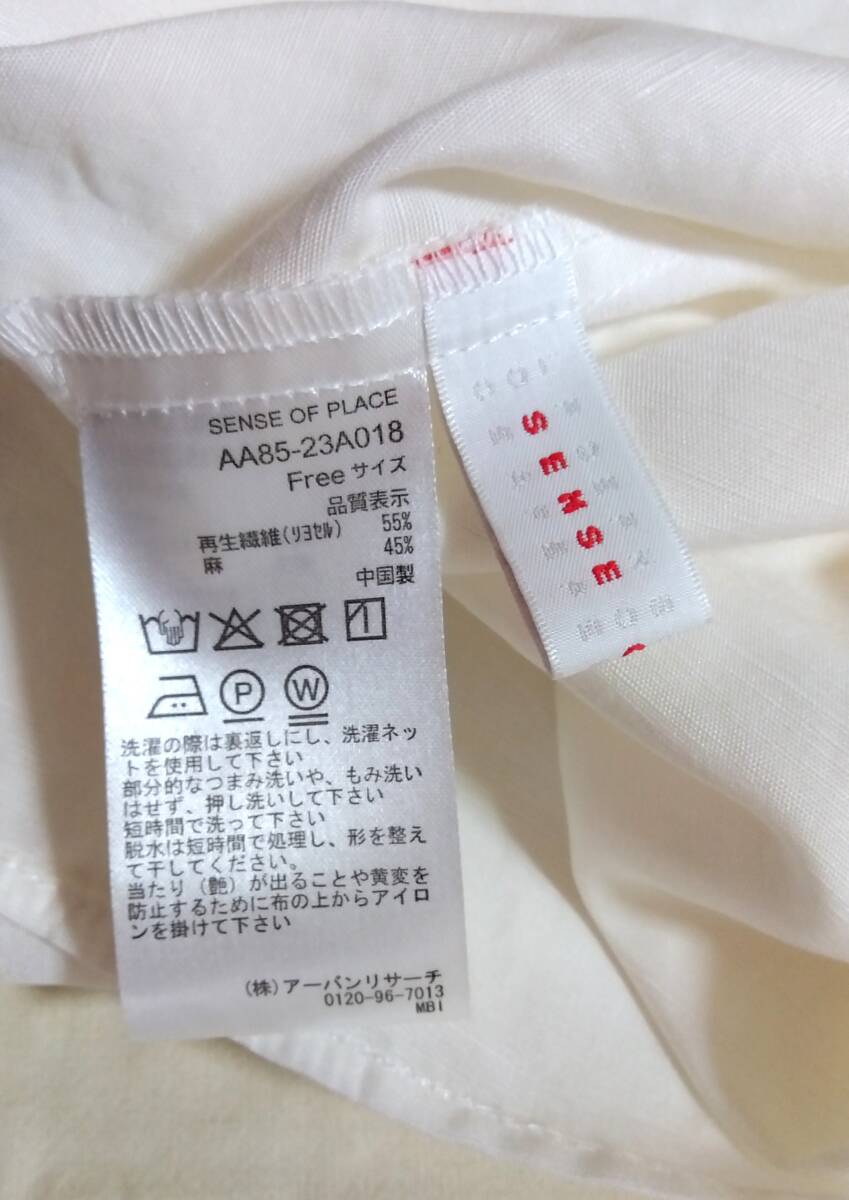 SENSE OF PLACE
AA85-23A018
Free サイズ
品質表示
再生繊維(リヨセル) 55%
麻 45%
中国製
P W
洗濯の際は裏返しにし、洗濯ネッ
トを使用して下さい
部分的なつまみ洗いや、もみ洗い
はせず、押し洗いして下さい
短時間で洗って下さい
脱水は短時間で処理し、形を整え
て干してください。
当たり（艶）が出ることや黄変を
防止するために布の上からアイロ
ンを掛けて下さい
(株)アーバンリサーチ
0120-96-7013
MBI
SENSE